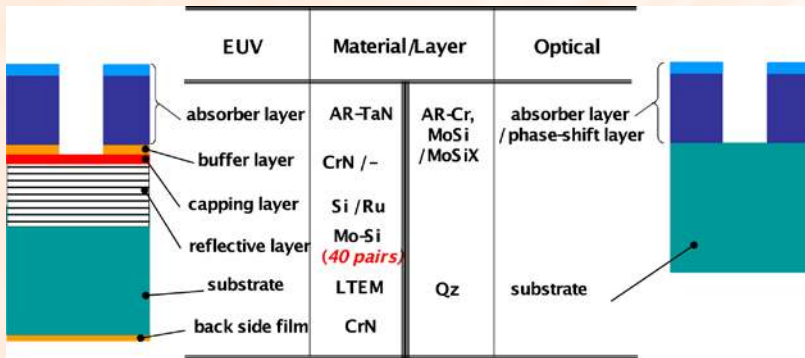 EUV Material/Layer Optical
absorber layer AR-TaN AR-Cr, absorber layer
MoSi /phase-shift layer
buffer layer CrN /- /MoSiX
capping layer Si /Ru
Mo-Si
reflective layer (40 pairs)
substrate LTEM Qz substrate
back side film CrN